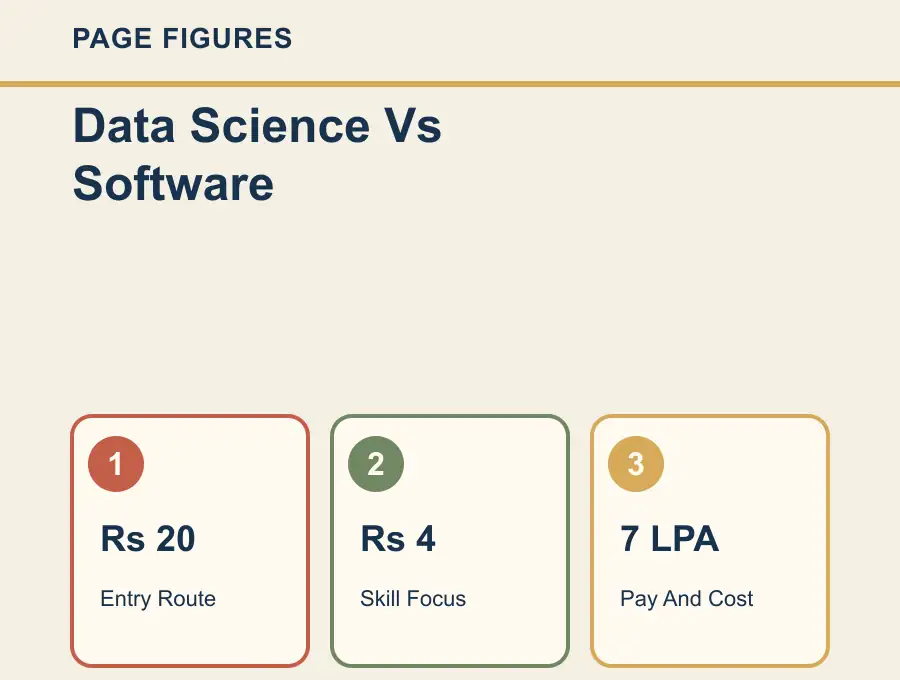 PAGE FIGURES
Data Science Vs
Software
1
Rs 20
Entry Route
2
Rs 4
Skill Focus
3
7 LPA
Pay And Cost